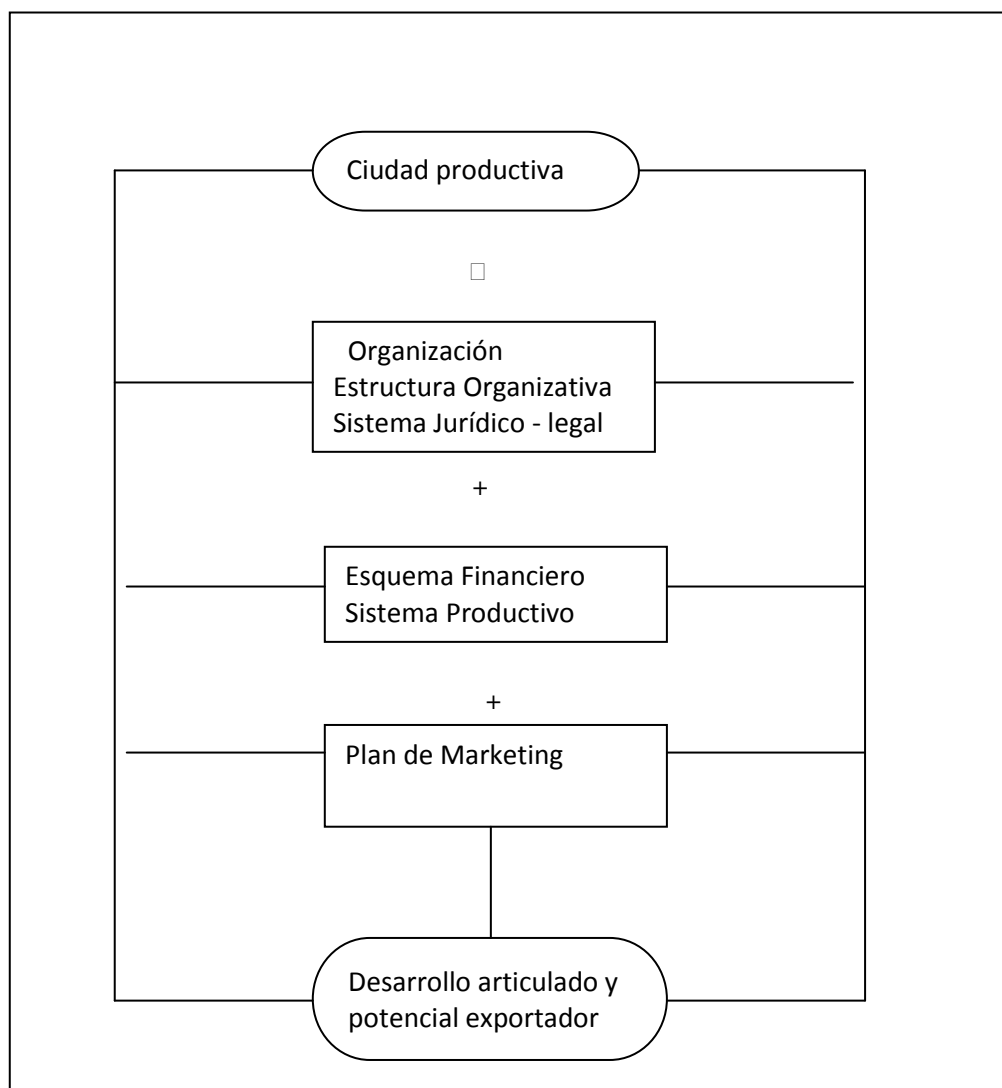 Ciudad productiva
Organización
Estructura Organizativa
Sistema Jurídico - legal
+
Esquema Financiero
Sistema Productivo
+
Plan de Marketing
Desarrollo articulado y
potencial exportador